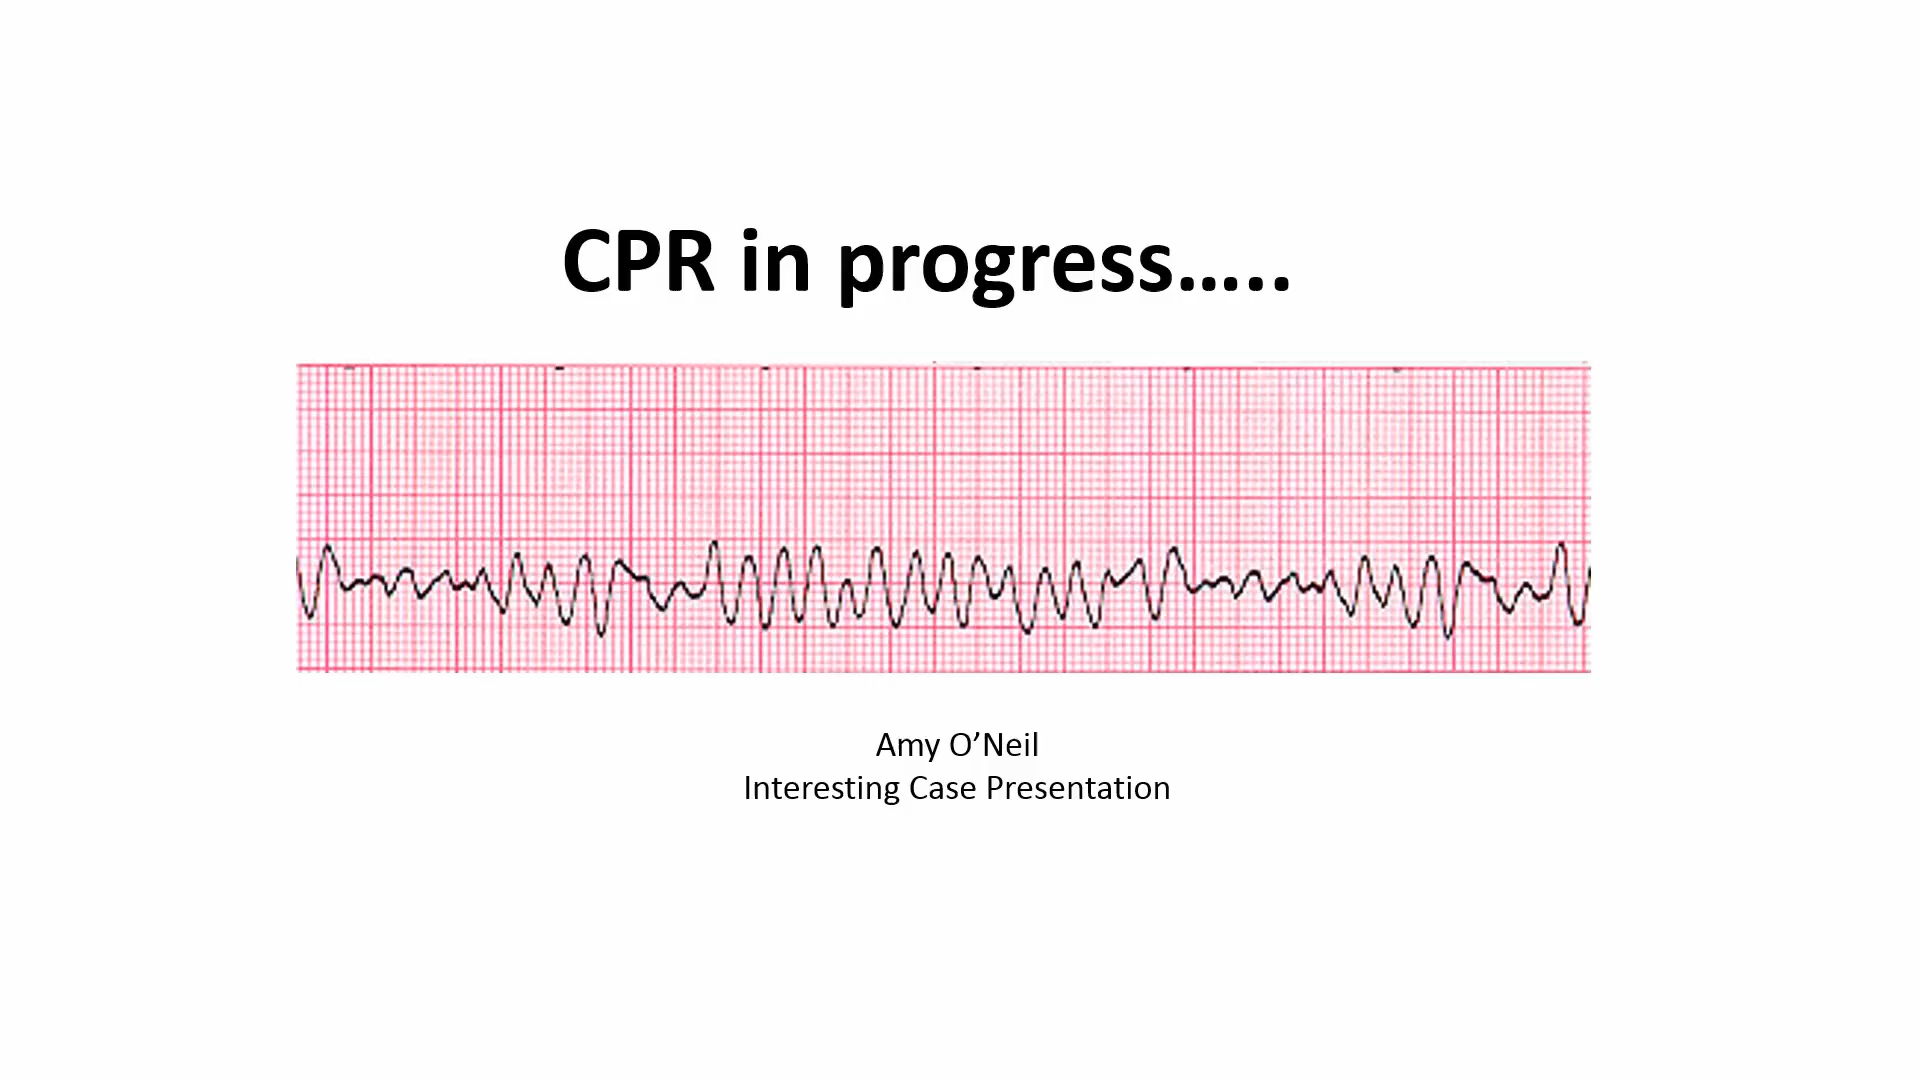 CPR in progress.....
Amy O’Neil
Interesting Case Presentation